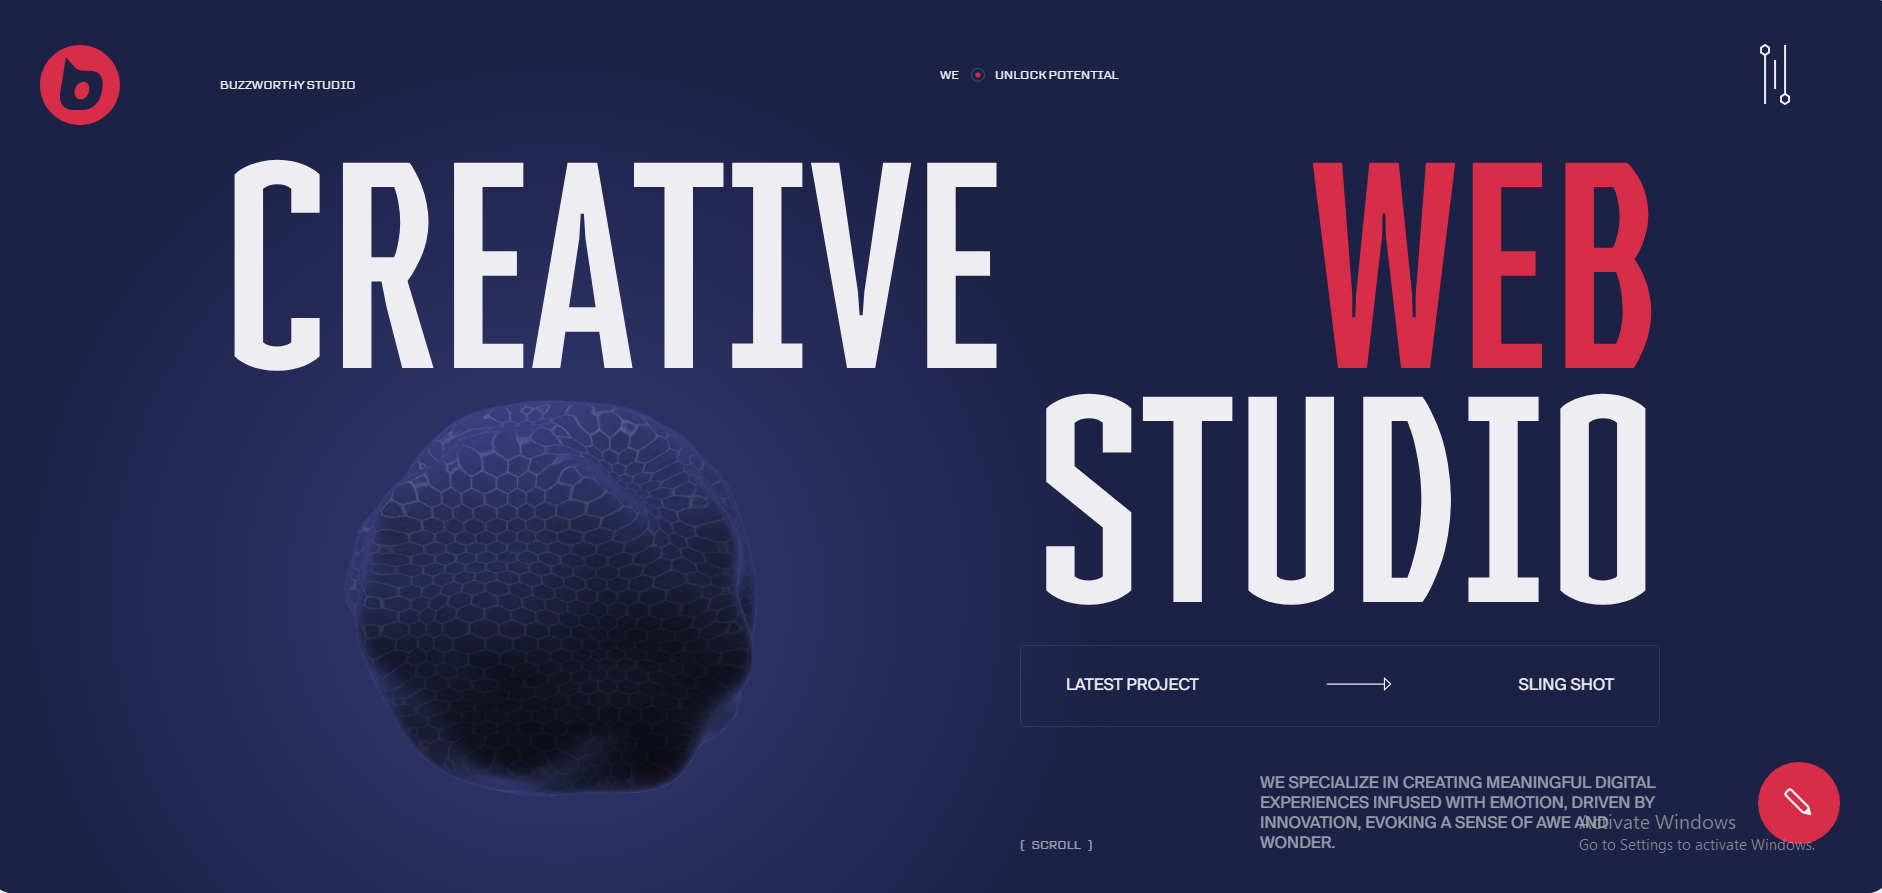 BUZZWORTHY STUDIO
WE UNLOCK POTENTIAL
CREATIVE WEB
STUDIO
LATEST PROJECT SLING SHOT
WE SPECIALIZE IN CREATING MEANINGFUL DIGITAL
EXPERIENCES INFUSED WITH EMOTION, DRIVEN BY
INNOVATION, EVOKING A SENSE OF AWE AND
WONDER.
[ SCROLL ]
Activate Windows
Go to Settings to activate Windows.